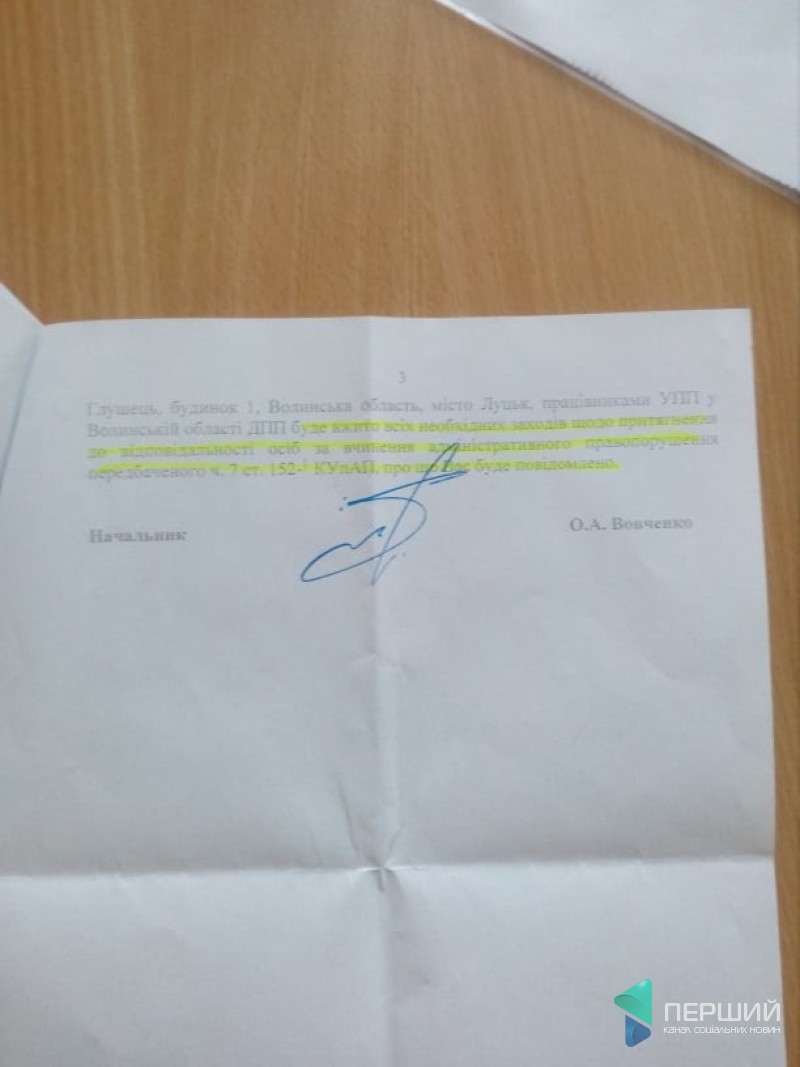 3
Глушець, будинок 1, Волинська область, місто Луцьк, працівниками УПП у
Волинській області ДПП буде вжито всіх необхідних заходів щодо притягнення
до відповідальності осіб за вчинення адміністративного правопорушення
передбаченого ч. 7 ст. 152-¹ КУпАП, про що Вас буде повідомлено.
Начальник
О.А. Вовченко
ПЕРШИЙ
КАНАЛ СОЦІАЛЬНИХ НОВИН